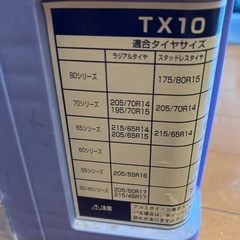 TX10
適合タイヤサイズ
ラジアルタイヤ スタッドレスタイヤ
80シリーズ 175/80R15
70シリーズ 205/70R14 205/70R14
195/70R15
65シリーズ 215/65R14 215/65R14
205/65R15
60シリーズ
55シリーズ 205/55R16
50/45シリーズ 205/50R17
215/45R17
⚠注意